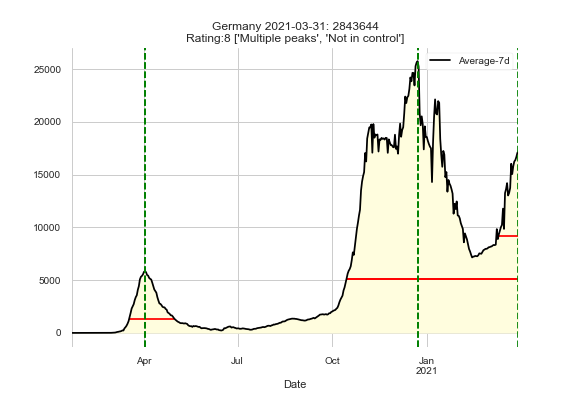 Germany 2021-03-31: 2843644
Rating:8 ['Multiple peaks', 'Not in control']
Average-7d
25000
20000
15000
10000
5000
0
Apr
Jul
Oct
Jan
2021
Date